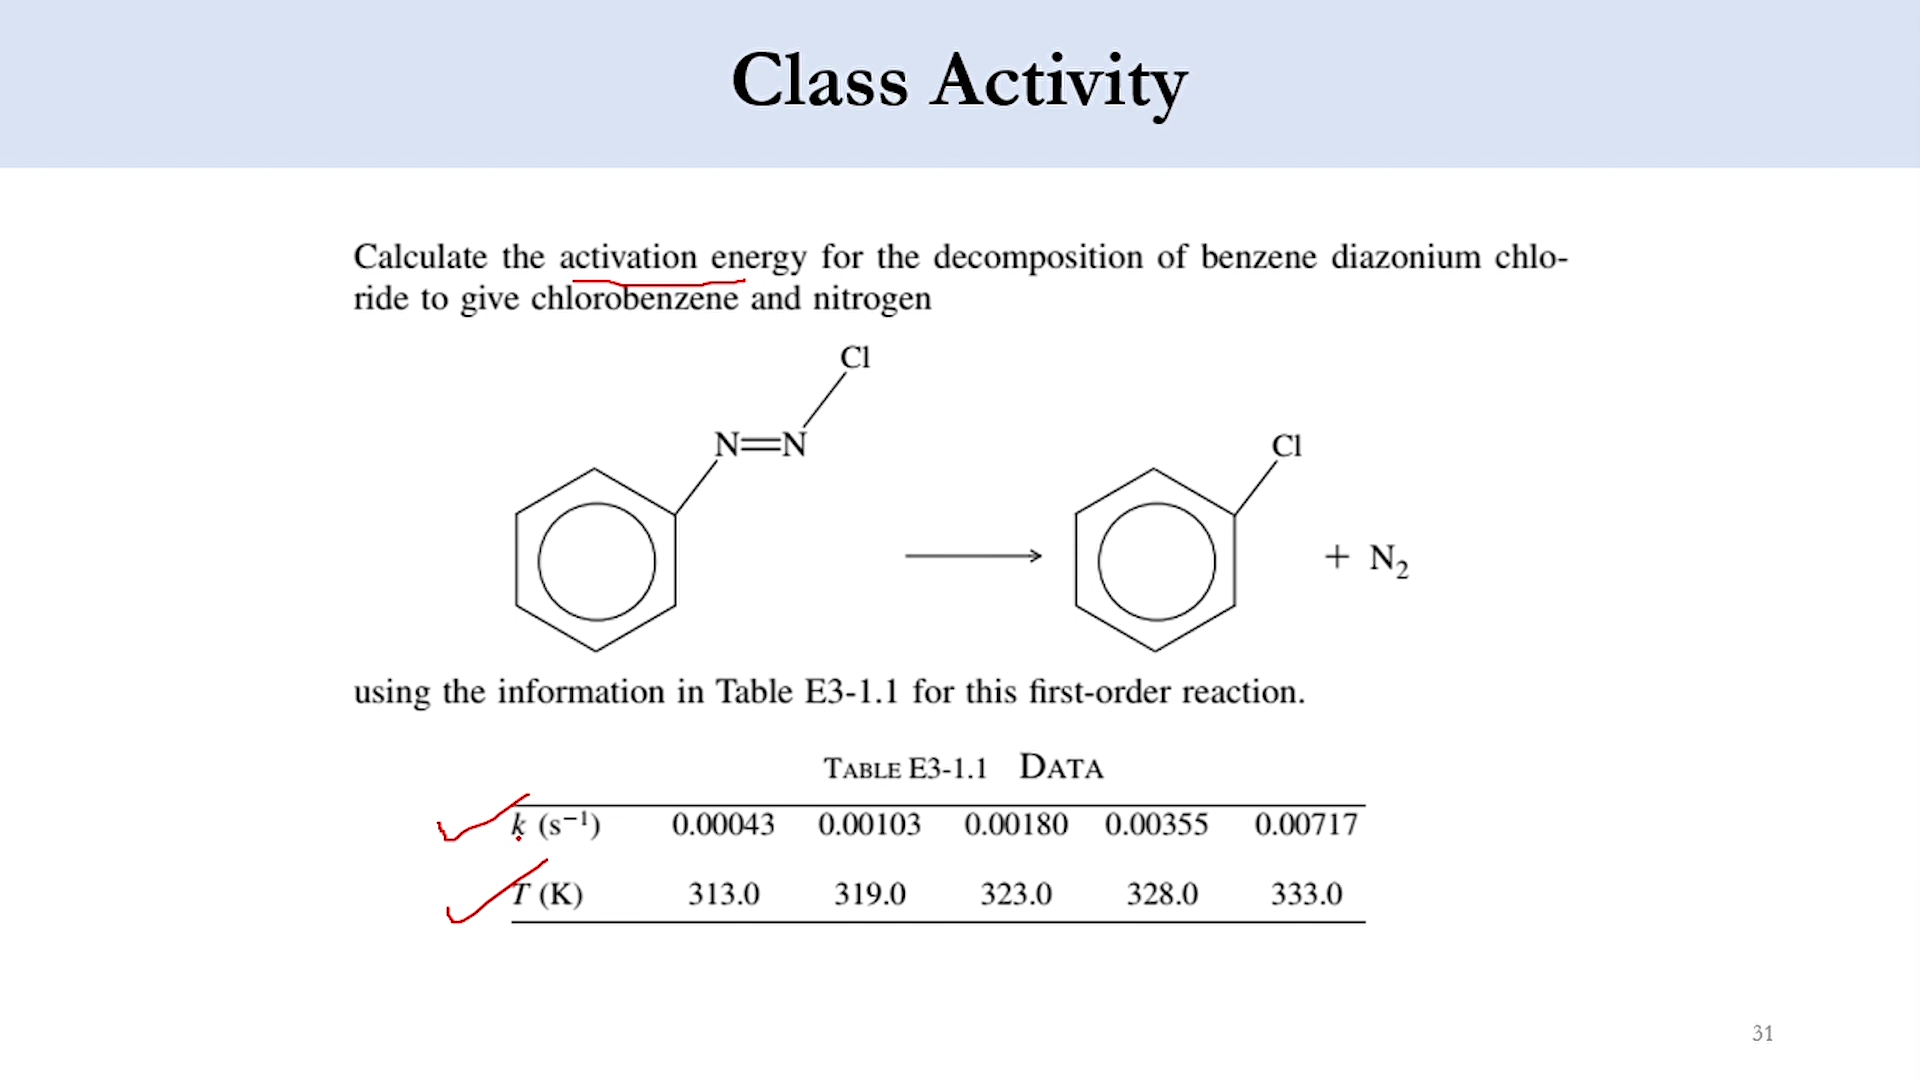 Class Activity
Calculate the activation energy for the decomposition of benzene diazonium chlo-
ride to give chlorobenzene and nitrogen
Cl
N=N
Cl
+ N₂
using the information in Table E3-1.1 for this first-order reaction.
TABLE E3-1.1 DATA
k (s⁻¹) 0.00043 0.00103 0.00180 0.00355 0.00717
T (K) 313.0 319.0 323.0 328.0 333.0
31